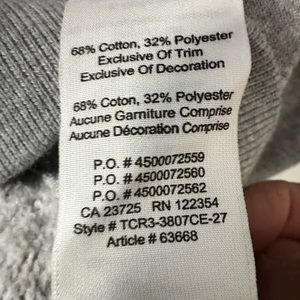 68% Cotton, 32% Polyester
Exclusive Of Trim
Exclusive Of Decoration
68% Coton, 32% Polyester
Aucune Garniture Comprise
Aucune Décoration Comprise
P.O. # 4500072559
P.O. # 4500072560
P.O. # 4500072562
CA 23725 RN 122354
Style # TCR3-3807CE-27
Article # 63668